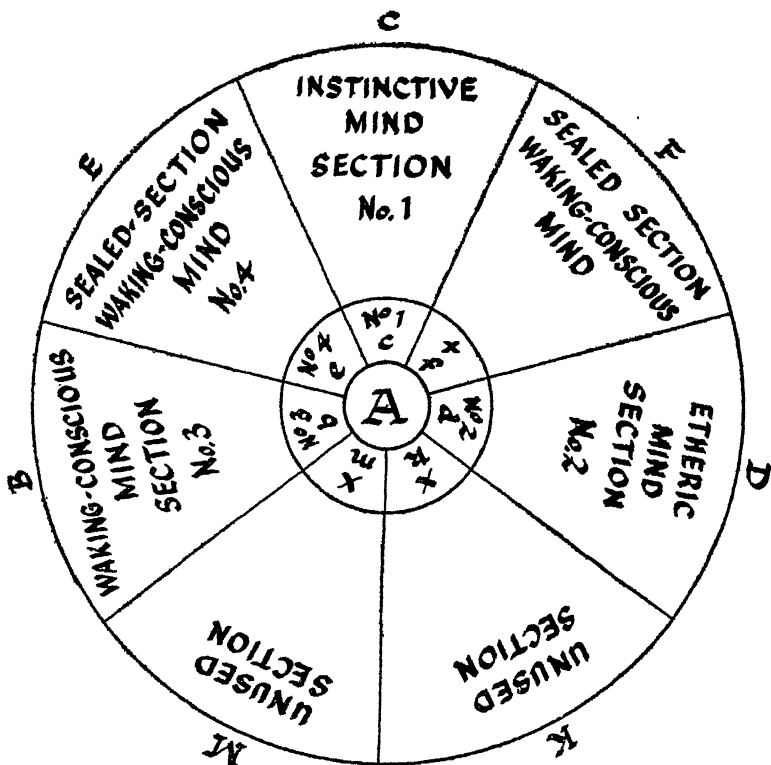 C
INSTINCTIVE
MIND
SECTION
No. 1
F
SEALED SECTION
WAKING-CONSCIOUS
MIND
D
ETHERIC
MIND
SECTION
No. 2
K
UNUSED
SECTION
M
UNUSED
SECTION
B
WAKING-CONSCIOUS
MIND
SECTION
No. 3
E
SEALED-SECTION
WAKING-CONSCIOUS
MIND
No. 4
No 1
c
x
f
No 2
d
k
x
m
x
No 3
b
No 4
e
A